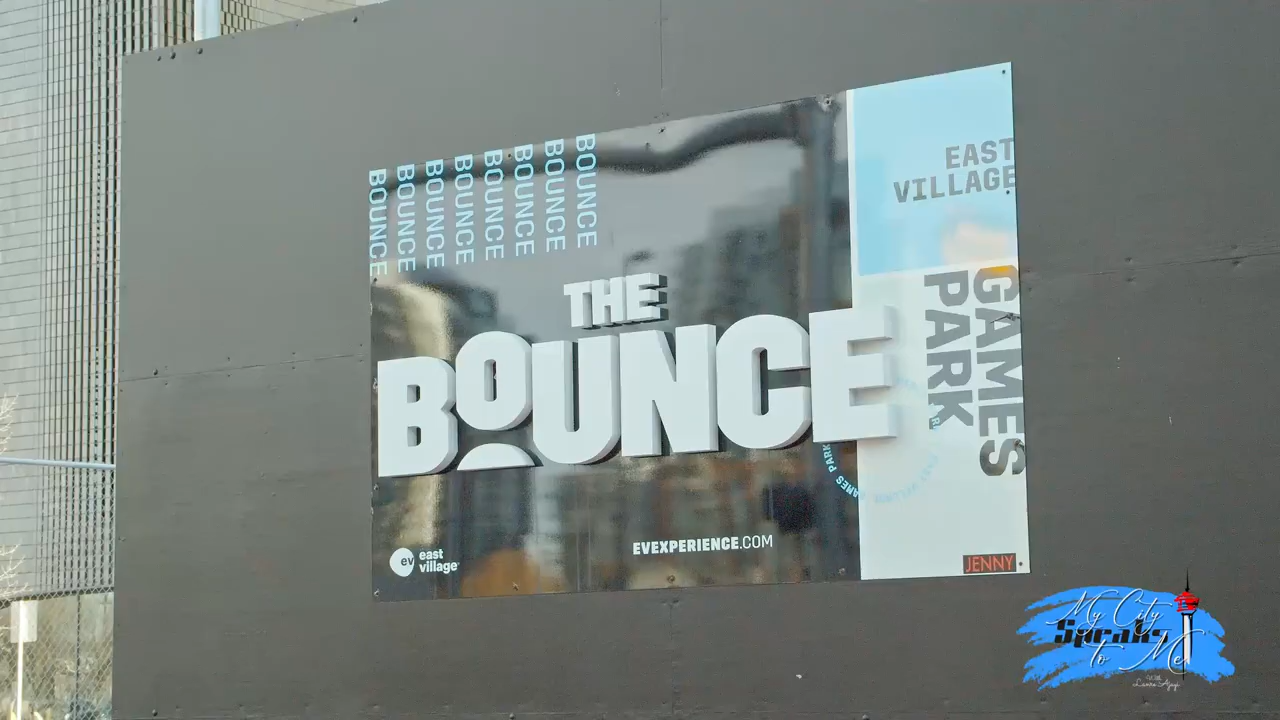 BOUNCE
BOUNCE
BOUNCE
BOUNCE
BOUNCE
BOUNCE
BOUNCE
BOUNCE
THE
BOUNCE
ev east
village
EVEXPERIENCE.COM
EAST
VILLAGE
GAMES
PARK
JENNY
My City
Speaks
to Me
With